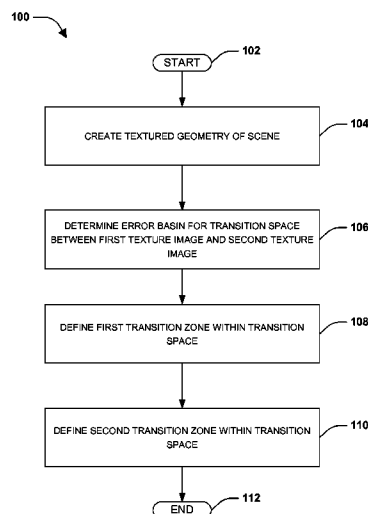 100
START
102
CREATE TEXTURED GEOMETRY OF SCENE
104
DETERMINE ERROR BASIN FOR TRANSITION SPACE
BETWEEN FIRST TEXTURE IMAGE AND SECOND TEXTURE
IMAGE
106
DEFINE FIRST TRANSITION ZONE WITHIN TRANSITION
SPACE
108
DEFINE SECOND TRANSITION ZONE WITHIN TRANSITION
SPACE
110
END
112